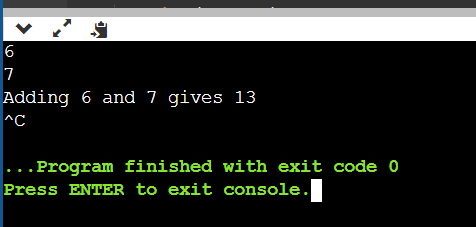 6
7
Adding 6 and 7 gives 13
^C
...Program finished with exit code 0
Press ENTER to exit console.